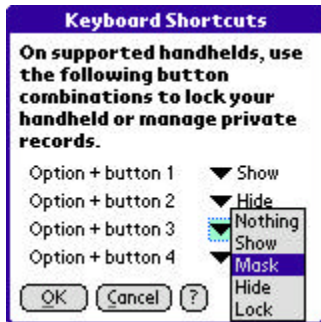 Keyboard Shortcuts
On supported handhelds, use
the following button
combinations to lock your
handheld or manage private
records.
Option + button 1 Show
Option + button 2 Hide
Option + button 3
Option + button 4
Nothing
Show
Mask
Hide
Lock
OK Cancel ?